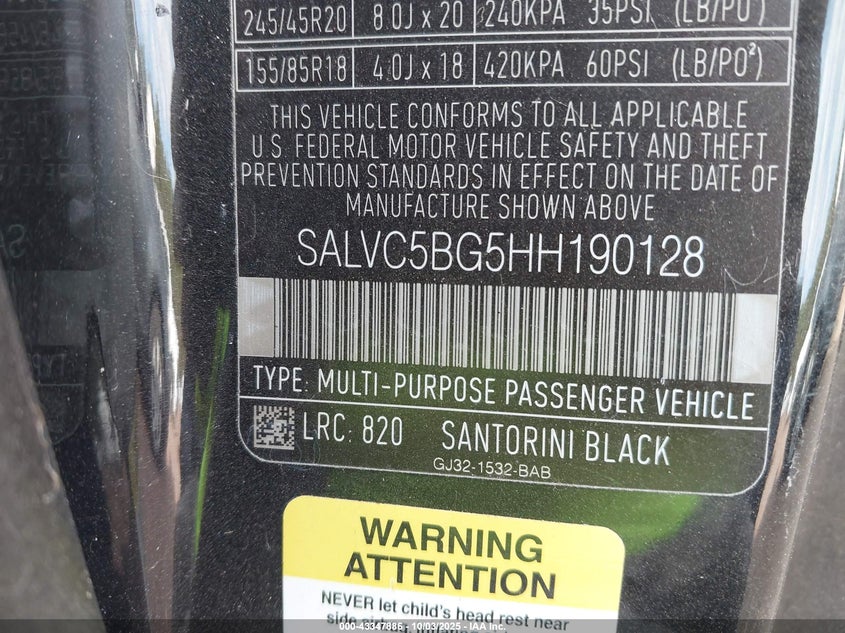 245/45R20 8.0J x 20 240KPA 35PSI (LB/PO²)
155/85R18 4.0J x 18 420KPA 60PSI (LB/PO²)
THIS VEHICLE CONFORMS TO ALL APPLICABLE
U.S. FEDERAL MOTOR VEHICLE SAFETY AND THEFT
PREVENTION STANDARDS IN EFFECT ON THE DATE OF
MANUFACTURE SHOWN ABOVE
SALVC5BG5HH190128
TYPE: MULTI-PURPOSE PASSENGER VEHICLE
LRC: 820 SANTORINI BLACK
GJ32-1532-BAB
WARNING
ATTENTION
NEVER let child's head rest near
000-43347885 - 10/03/2025 - IAA, Inc.